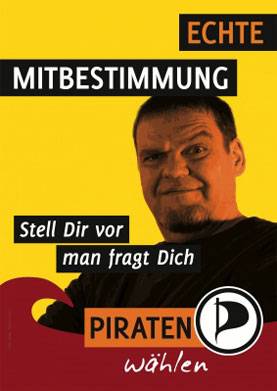 ECHTE
MITBESTIMMUNG
Stell Dir vor
man fragt Dich
PIRATEN
wählen